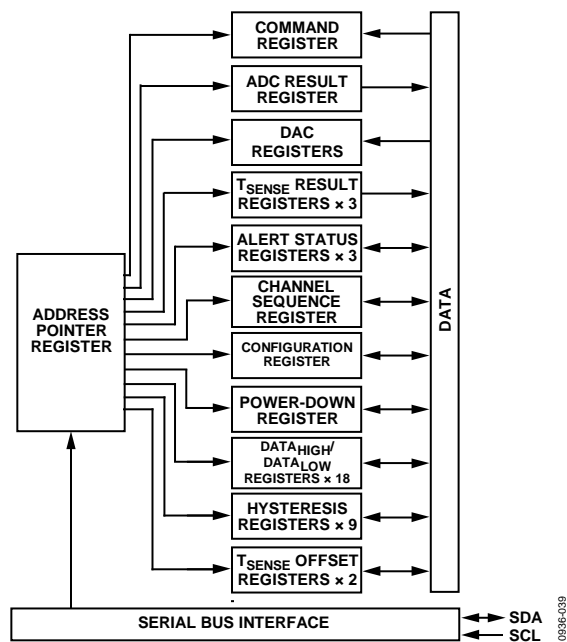 COMMAND
REGISTER
ADC RESULT
REGISTER
DAC
REGISTERS
TSENSE RESULT
REGISTERS × 3
ALERT STATUS
REGISTERS × 3
CHANNEL
SEQUENCE
REGISTER
ADDRESS
POINTER
REGISTER
CONFIGURATION
REGISTER
POWER-DOWN
REGISTER
DATAHIGH/
DATALOW
REGISTERS × 18
HYSTERESIS
REGISTERS × 9
TSENSE OFFSET
REGISTERS × 2
DATA
SERIAL BUS INTERFACE
SDA
SCL
0936-039